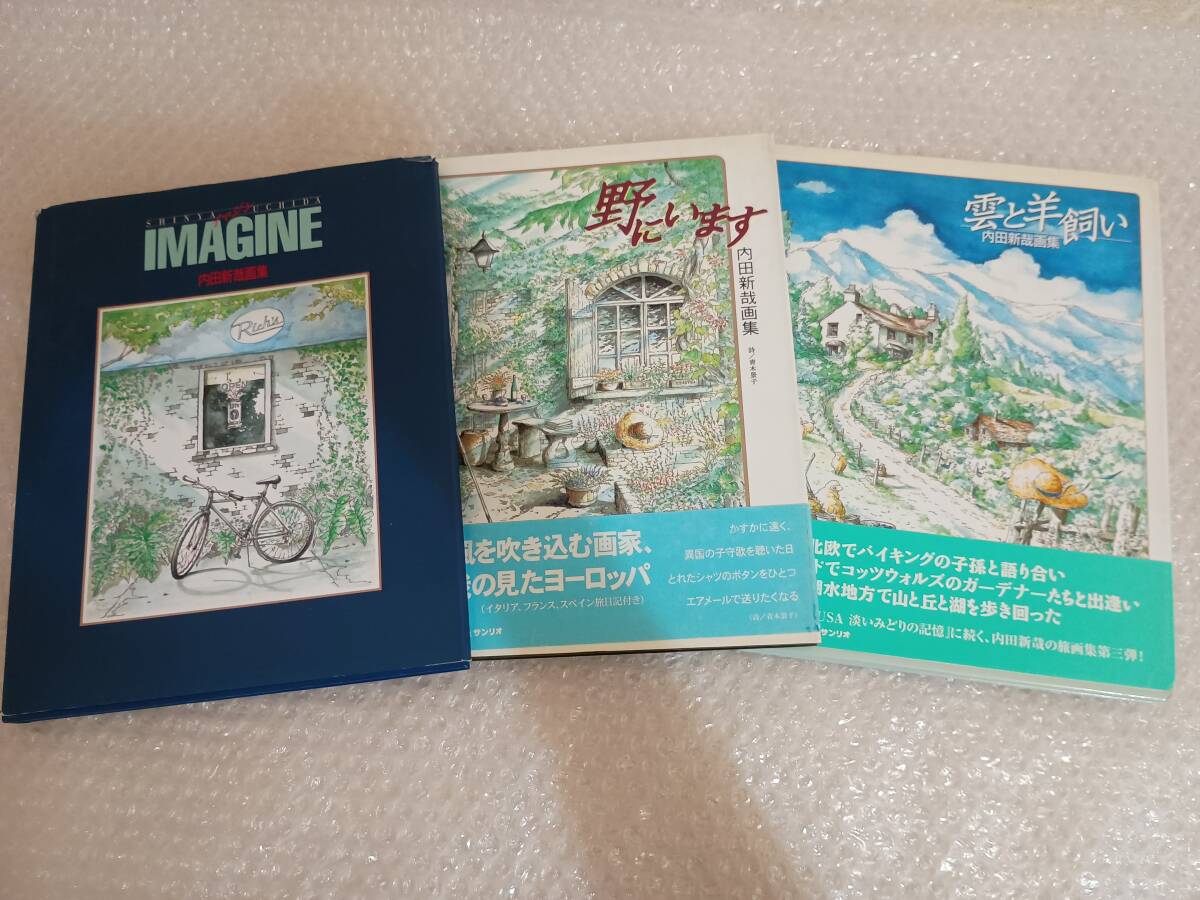 SHINYA UCHIDA
IMAGINE
内田新哉画集
Rich's
野にいます
内田新哉画集
詩/青木景子
風を吹き込む画家、
の見たヨーロッパ
(イタリア、フランス、スペイン旅日記付き)
サンリオ
かすかに遠く、
異国の子守歌を聴いた日
とれたシャツのボタンをひとつ
エアメールで送りたくなる
(詩/青木景子)
雲と羊飼い
内田新哉画集
北欧でバイキングの子孫と語り合い
ドでコッツウォルズのガーデナーたちと出逢い
湖水地方で山と丘と湖を歩き回った
USA 淡いみどりの記憶』に続く、内田新哉の旅画集第三弾!
サンリオ